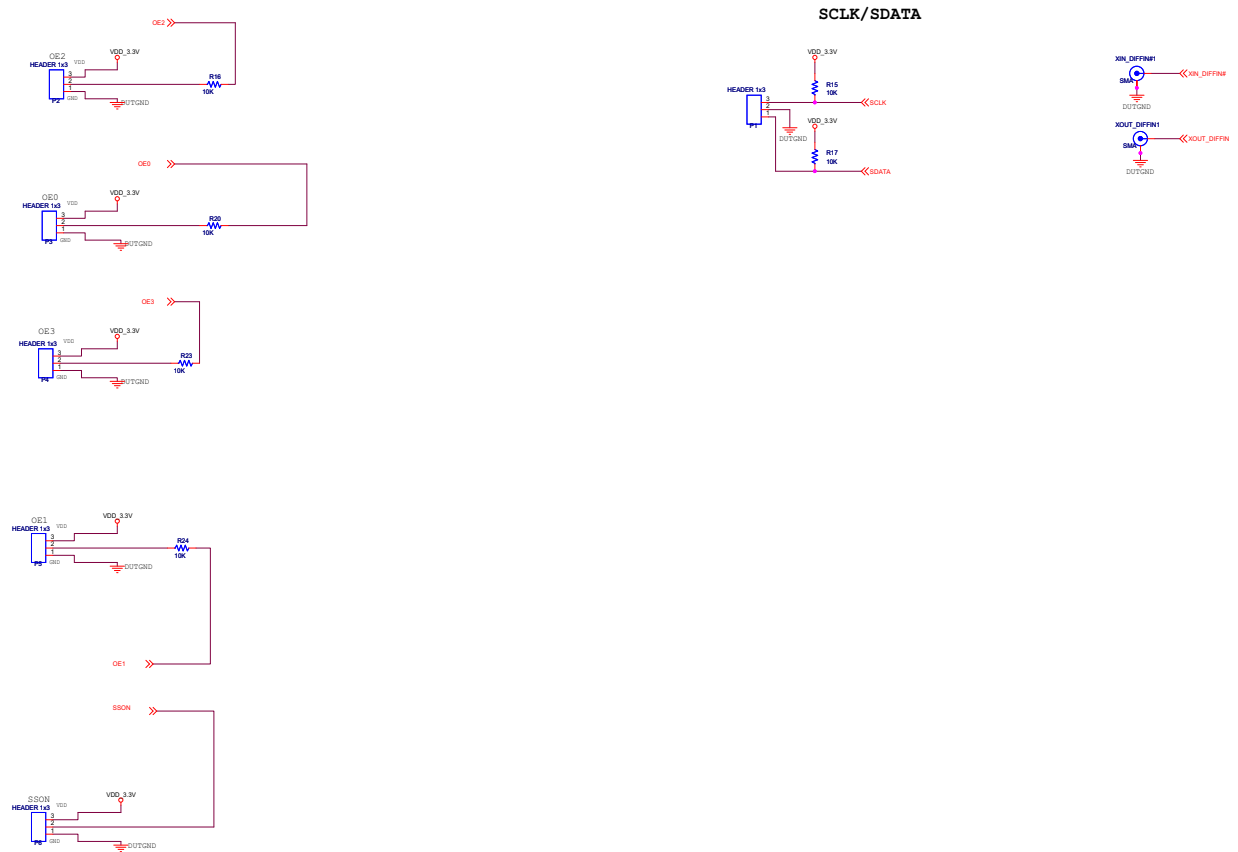 SCLK/SDATA
OE2
OE2
HEADER 1x3
VDD
VDD_3.3V
3
2
1
P2
GND
R16
10K
DUTGND
OE0
OE0
HEADER 1x3
VDD
VDD_3.3V
3
2
1
P3
GND
R20
10K
DUTGND
OE3
OE3
HEADER 1x3
VDD
VDD_3.3V
3
2
1
P4
GND
R23
10K
DUTGND
OE1
HEADER 1x3
VDD
VDD_3.3V
3
2
1
P5
GND
R24
10K
DUTGND
OE1
SSON
SSON
HEADER 1x3
VDD
VDD_3.3V
3
2
1
P6
GND
DUTGND
VDD_3.3V
R15
10K
HEADER 1x3
3
2
1
P1
SCLK
DUTGND
VDD_3.3V
R17
10K
SDATA
XIN_DIFFIN#1
SMA
XIN_DIFFIN#
DUTGND
XOUT_DIFFIN1
SMA
XOUT_DIFFIN
DUTGND